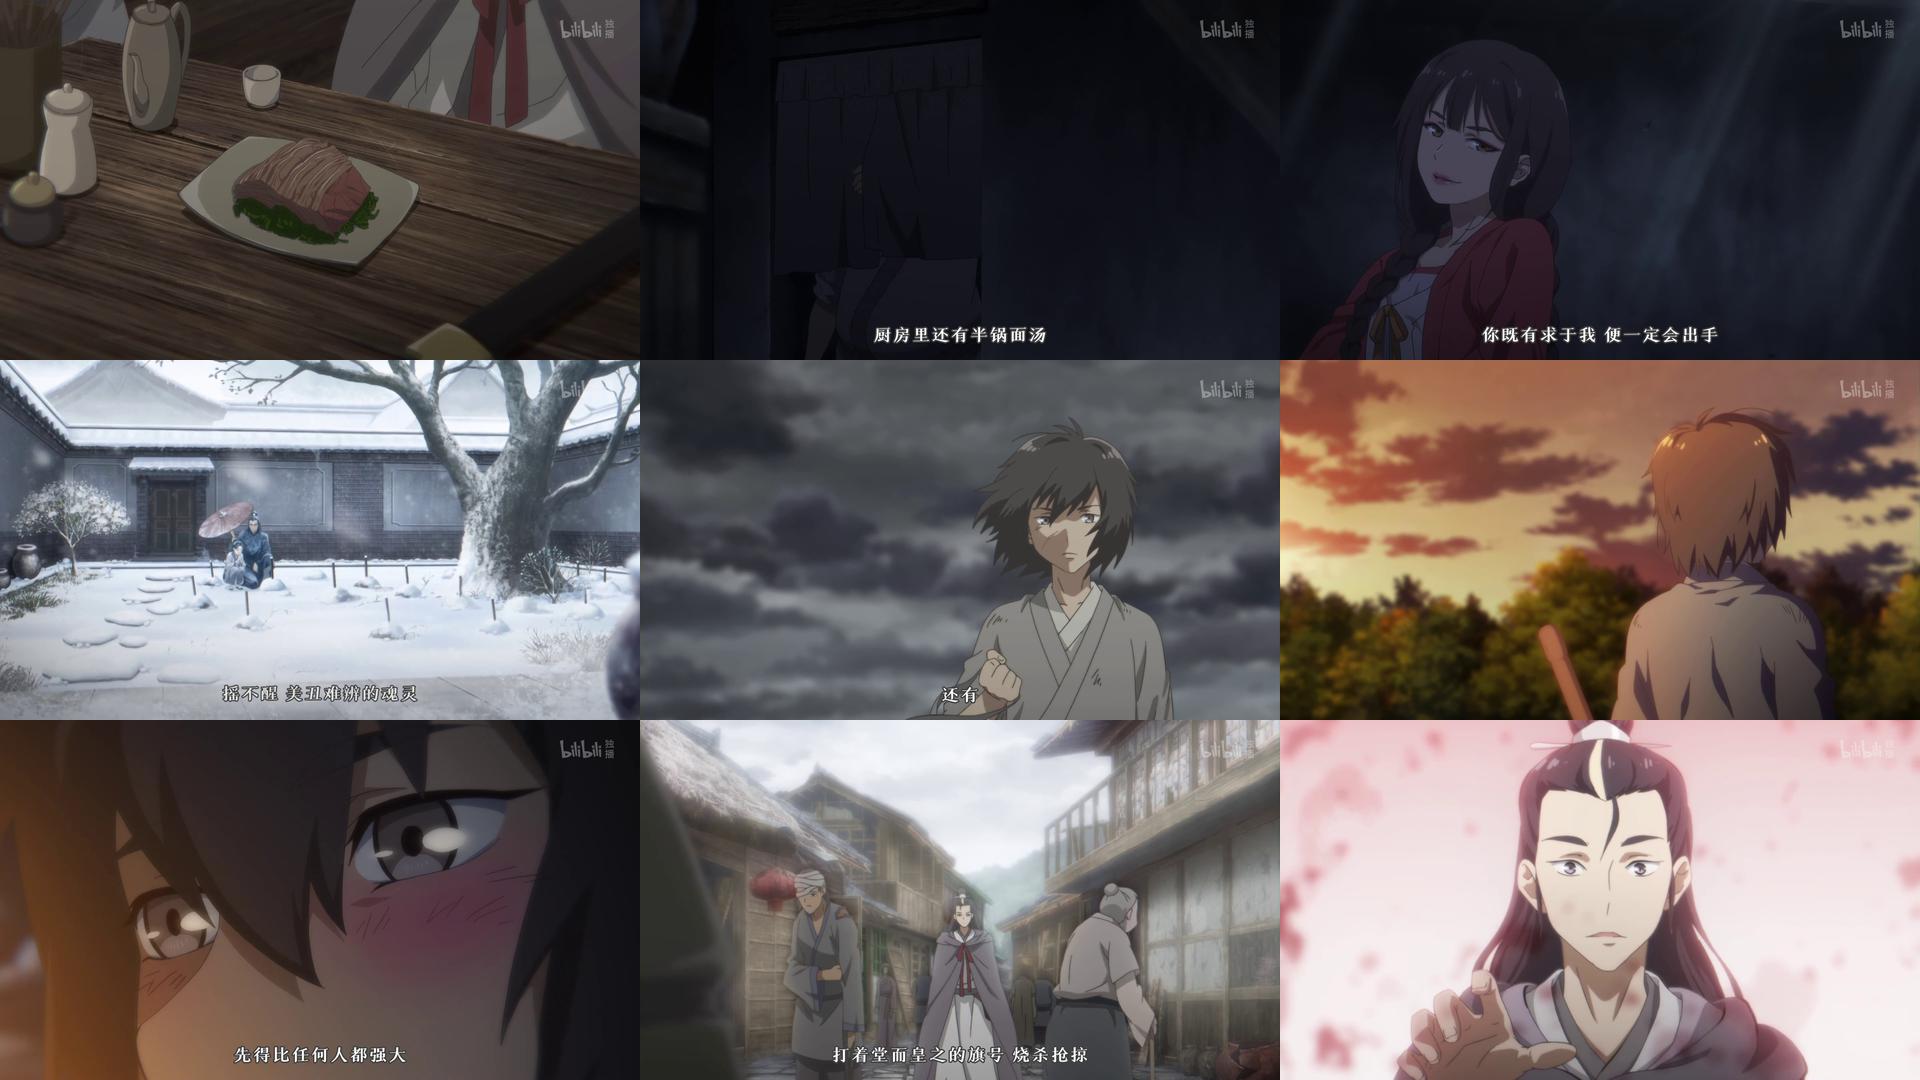 bilibili 独播
bilibili 独播
bilibili 独播
厨房里还有半锅面汤
你既有求于我 便一定会出手
bili
bilibili 独播
bilibili 独播
摇不醒 美丑难辨的魂灵
还有
bilibili 独播
bilibili 独播
bilibili 独播
先得比任何人都强大
打着堂而皇之的旗号 烧杀抢掠